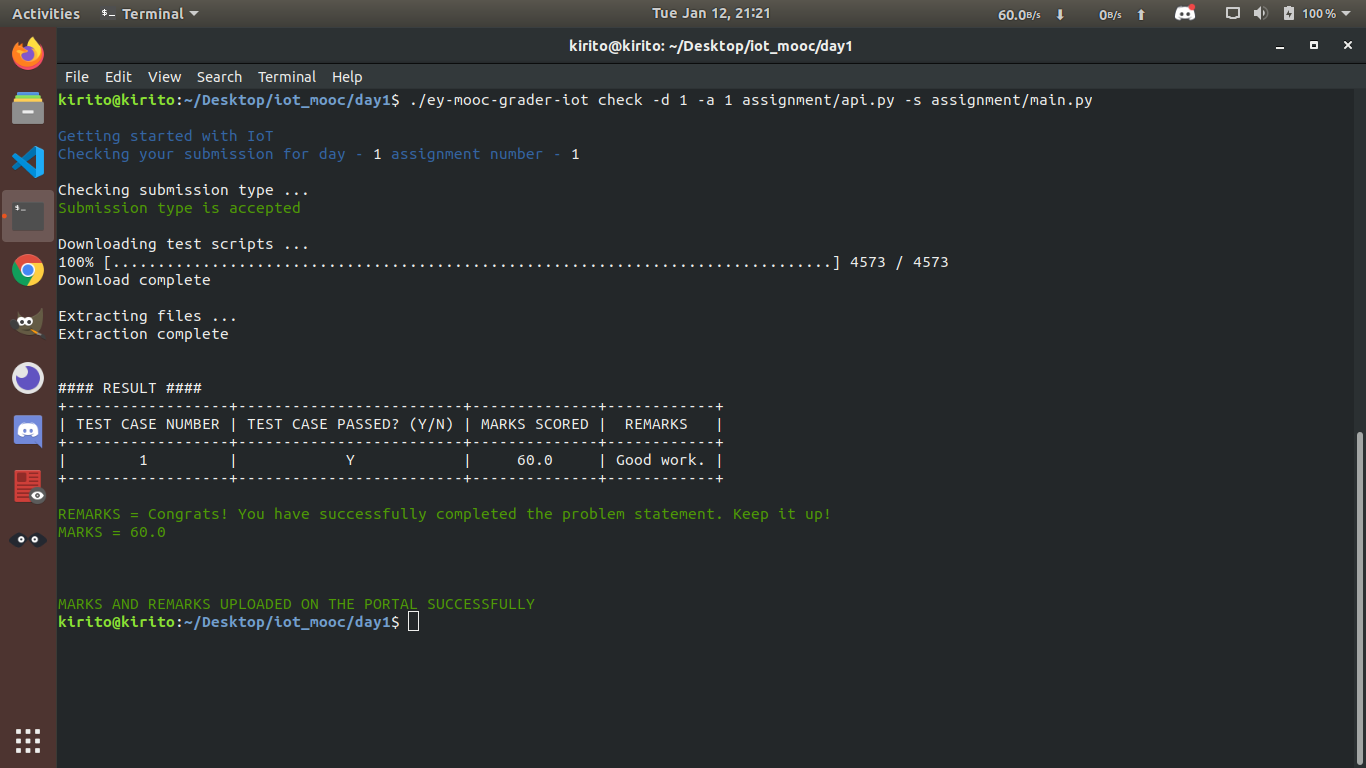 Activities Terminal Tue Jan 12, 21:21 60.0B/s 0B/s 100 %
kirito@kirito: ~/Desktop/iot_mooc/day1
File Edit View Search Terminal Help
kirito@kirito:~/Desktop/iot_mooc/day1$ ./ey-mooc-grader-iot check -d 1 -a 1 assignment/api.py -s assignment/main.py
Getting started with IoT
Checking your submission for day - 1 assignment number - 1
Checking submission type ...
Submission type is accepted
Downloading test scripts ...
100% [................................................................................] 4573 / 4573
Download complete
Extracting files ...
Extraction complete
#### RESULT ####
+------------------+-------------------------+--------------+------------+
| TEST CASE NUMBER | TEST CASE PASSED? (Y/N) | MARKS SCORED |  REMARKS   |
+------------------+-------------------------+--------------+------------+
|        1         |            Y            |     60.0     | Good work. |
+------------------+-------------------------+--------------+------------+
REMARKS = Congrats! You have successfully completed the problem statement. Keep it up!
MARKS = 60.0
MARKS AND REMARKS UPLOADED ON THE PORTAL SUCCESSFULLY
kirito@kirito:~/Desktop/iot_mooc/day1$